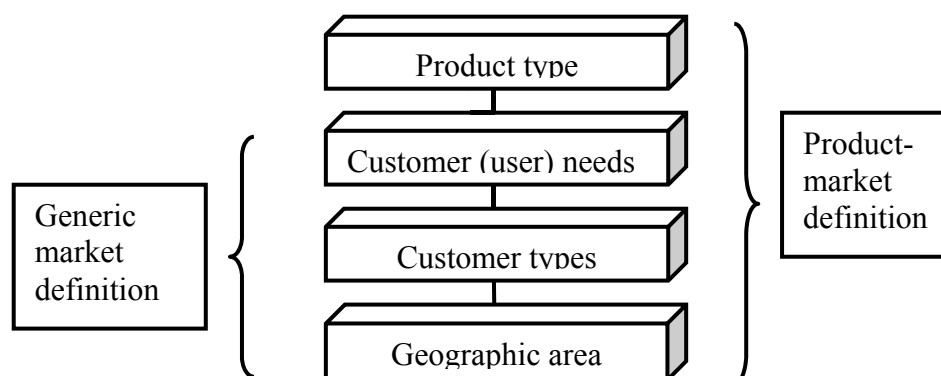 Product type
Customer (user) needs
Customer types
Geographic area
Generic
market
definition
Product-
market
definition